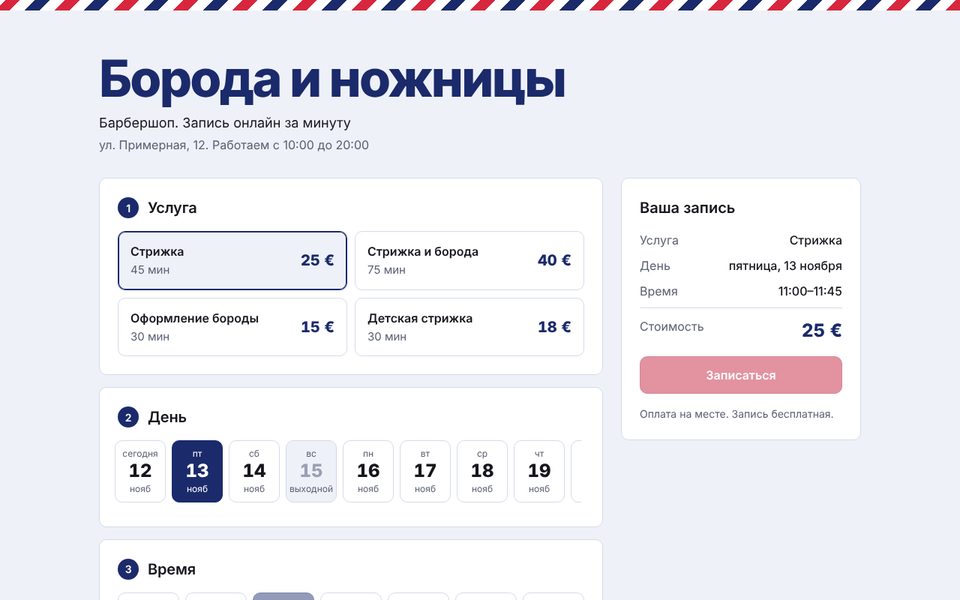 Борода и ножницы
Барбершоп. Запись онлайн за минуту
ул. Примерная, 12. Работаем с 10:00 до 20:00
1 Услуга
Стрижка
45 мин
25 €
Стрижка и борода
75 мин
40 €
Оформление бороды
30 мин
15 €
Детская стрижка
30 мин
18 €
2 День
сегодня
12
нояб
пт
13
нояб
сб
14
нояб
вс
15
выходной
пн
16
нояб
вт
17
нояб
ср
18
нояб
чт
19
нояб
3 Время
Ваша запись
Услуга Стрижка
День пятница, 13 ноября
Время 11:00–11:45
Стоимость 25 €
Записаться
Оплата на месте. Запись бесплатная.